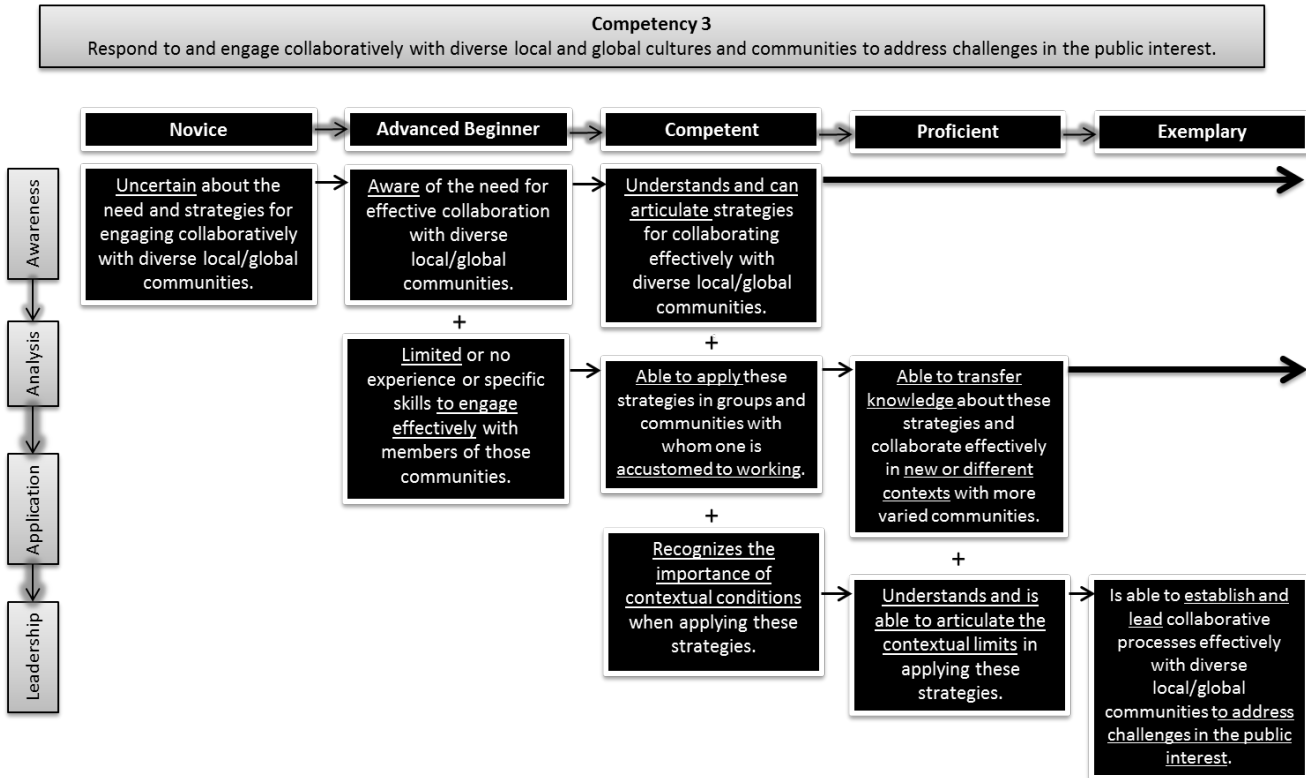 Competency 3
Respond to and engage collaboratively with diverse local and global cultures and communities to address challenges in the public interest.
Novice
Advanced Beginner
Competent
Proficient
Exemplary
Awareness
Uncertain about the
need and strategies for
engaging collaboratively
with diverse local/global
communities.
Aware of the need for
effective collaboration
with diverse
local/global
communities.
Understands and can
articulate strategies
for collaborating
effectively with
diverse local/global
communities.
+
+
Analysis
Limited or no
experience or specific
skills to engage
effectively with
members of those
communities.
Able to apply these
strategies in groups and
communities with
whom one is
accustomed to working.
Able to transfer
knowledge about these
strategies and
collaborate effectively
in new or different
contexts with more
varied communities.
Application
+
+
Recognizes the
importance of
contextual conditions
when applying these
strategies.
Understands and is
able to articulate the
contextual limits in
applying these
strategies.
Leadership
Is able to establish and
lead collaborative
processes effectively
with diverse
local/global
communities to address
challenges in the public
interest.